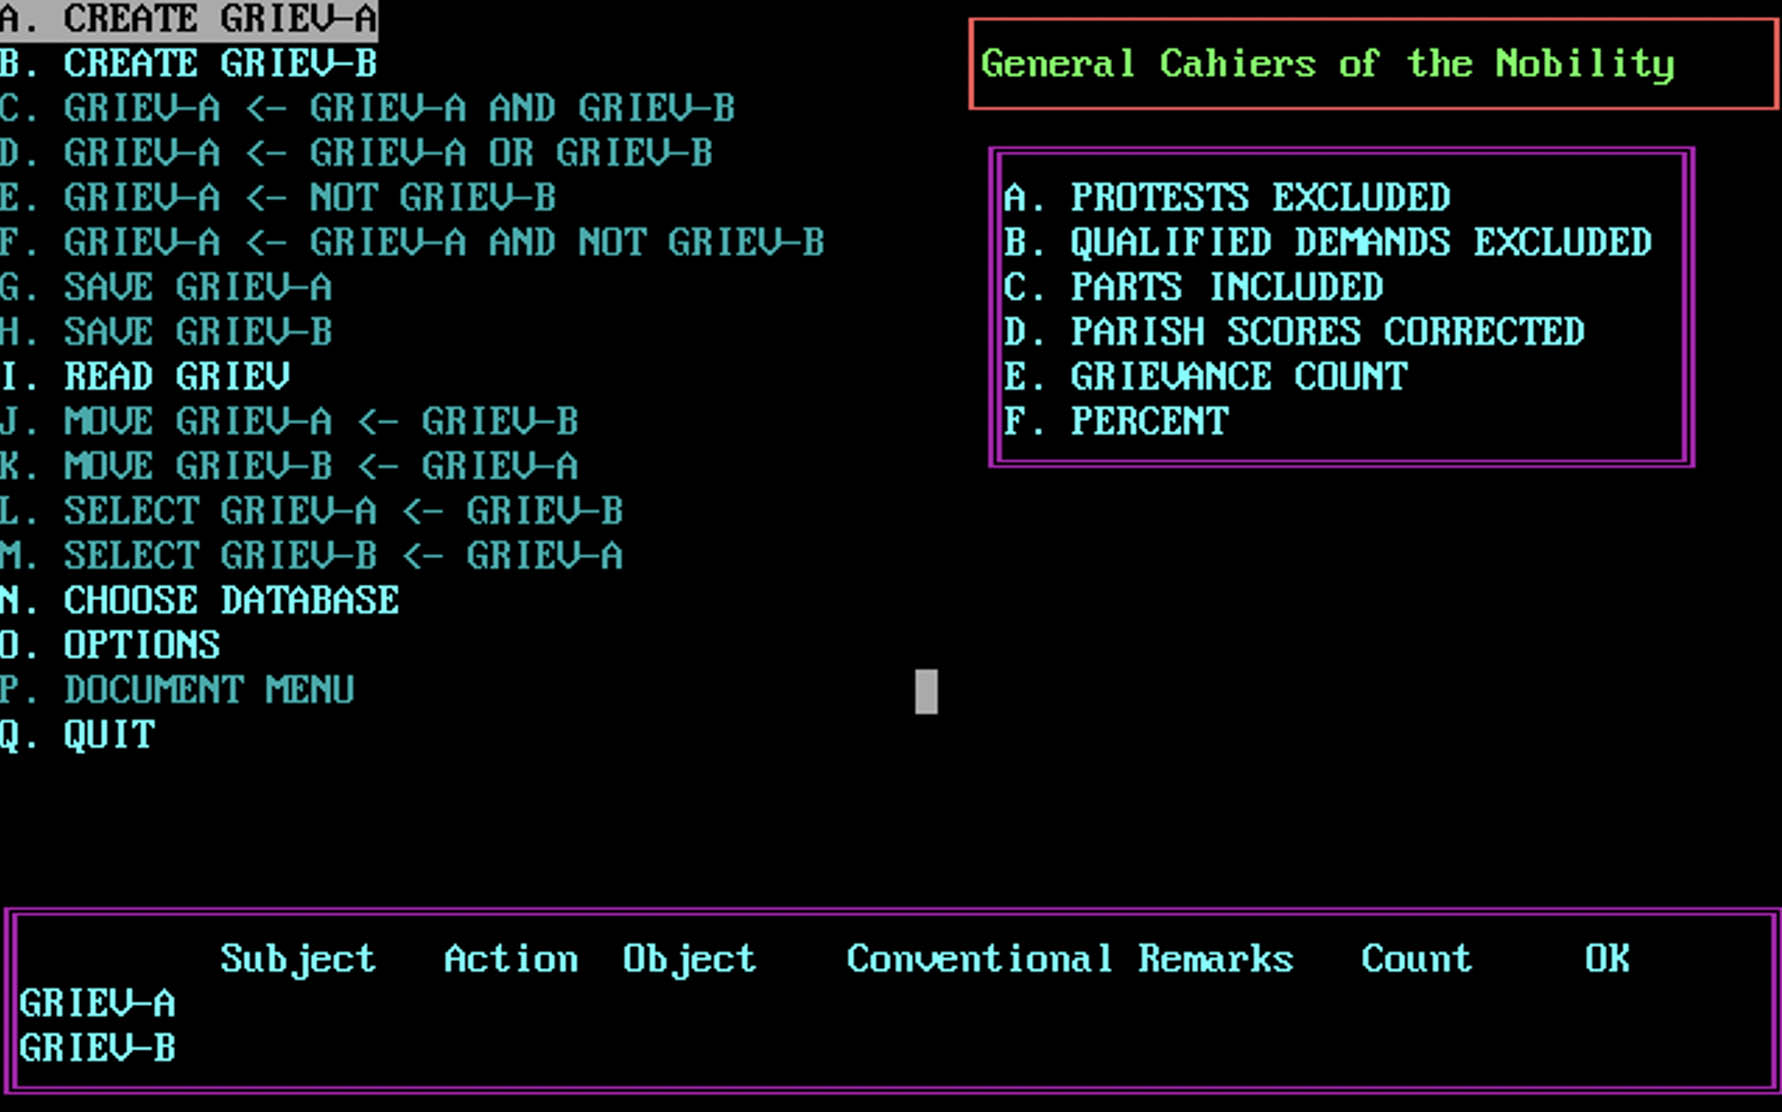 A. CREATE GRIEV-A
B. CREATE GRIEV-B
C. GRIEV-A <- GRIEV-A AND GRIEV-B
D. GRIEV-A <- GRIEV-A OR GRIEV-B
E. GRIEV-A <- NOT GRIEV-B
F. GRIEV-A <- GRIEV-A AND NOT GRIEV-B
G. SAVE GRIEV-A
H. SAVE GRIEV-B
I. READ GRIEV
J. MOVE GRIEV-A <- GRIEV-B
K. MOVE GRIEV-B <- GRIEV-A
L. SELECT GRIEV-A <- GRIEV-B
M. SELECT GRIEV-B <- GRIEV-A
N. CHOOSE DATABASE
O. OPTIONS
P. DOCUMENT MENU
Q. QUIT
General Cahiers of the Nobility
A. PROTESTS EXCLUDED
B. QUALIFIED DEMANDS EXCLUDED
C. PARTS INCLUDED
D. PARISH SCORES CORRECTED
E. GRIEVANCE COUNT
F. PERCENT
Subject Action Object Conventional Remarks Count OK
GRIEV-A
GRIEV-B